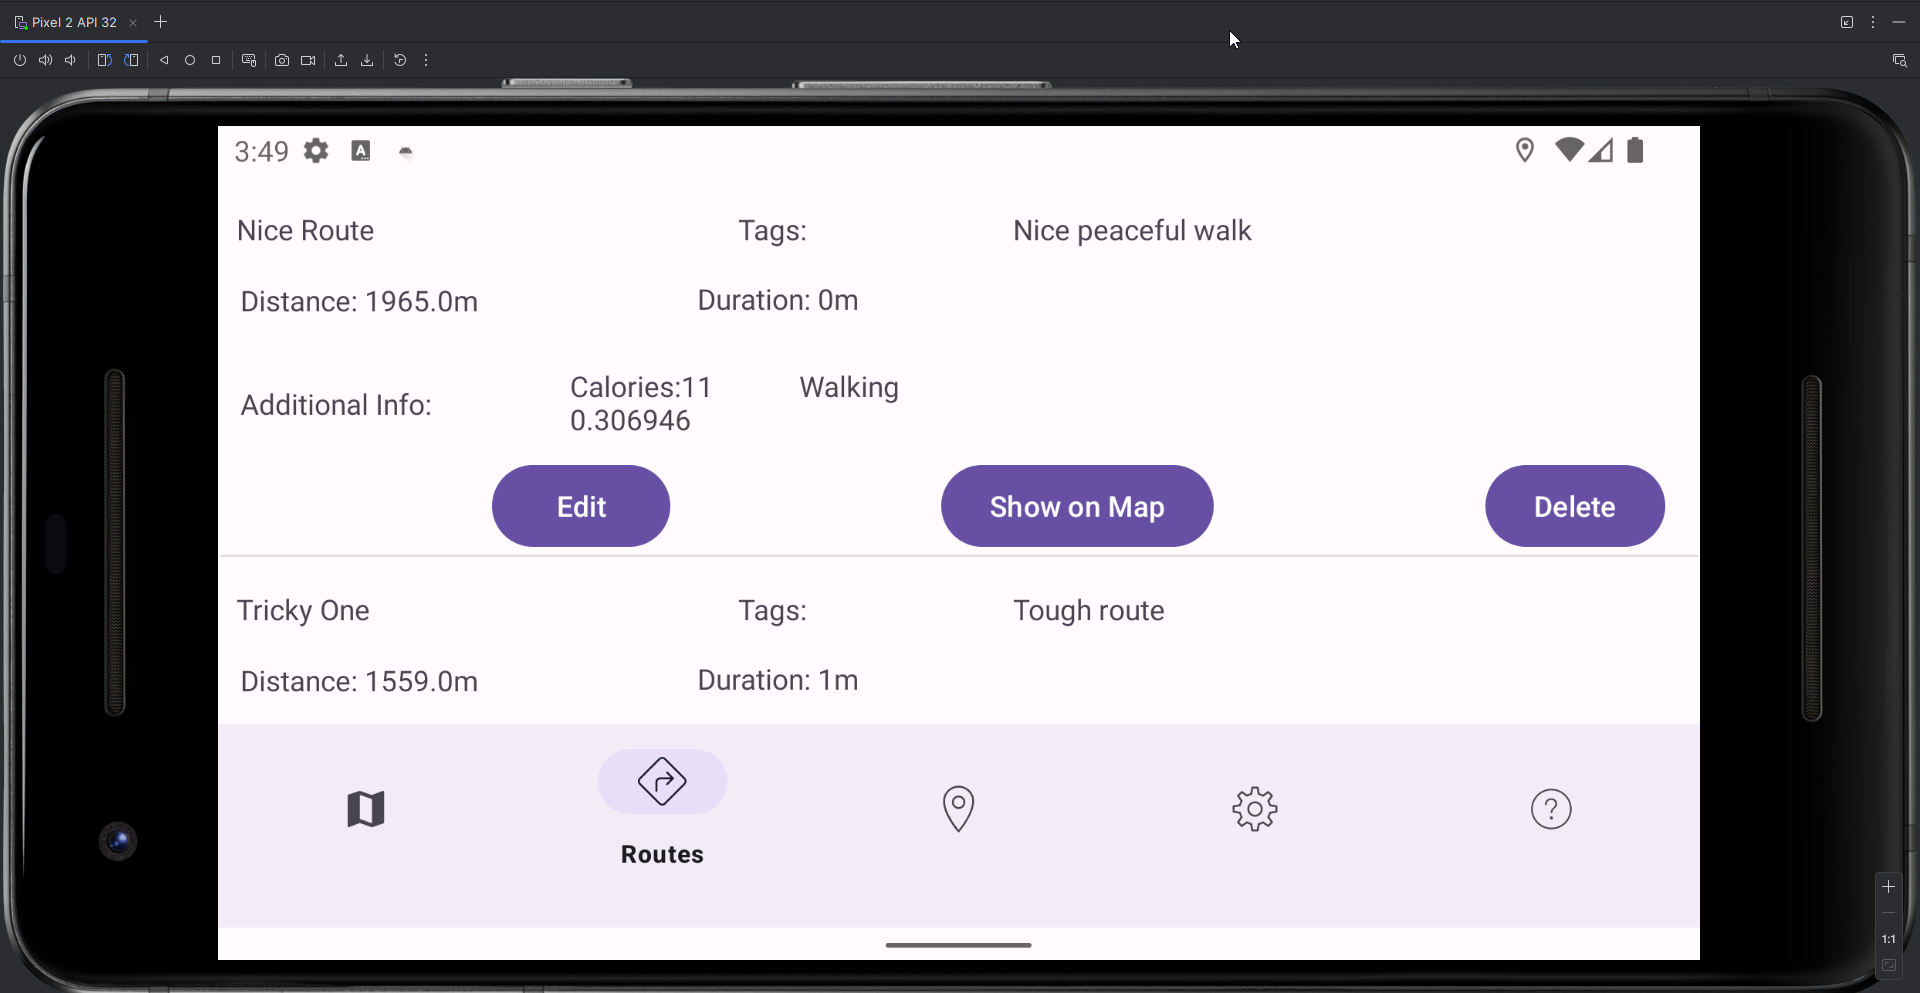 Pixel 2 API 32
3:49
Nice Route Tags: Nice peaceful walk
Distance: 1965.0m Duration: 0m
Additional Info: Calories:11 Walking
0.306946
Edit Show on Map Delete
Tricky One Tags: Tough route
Distance: 1559.0m Duration: 1m
Routes
1:1